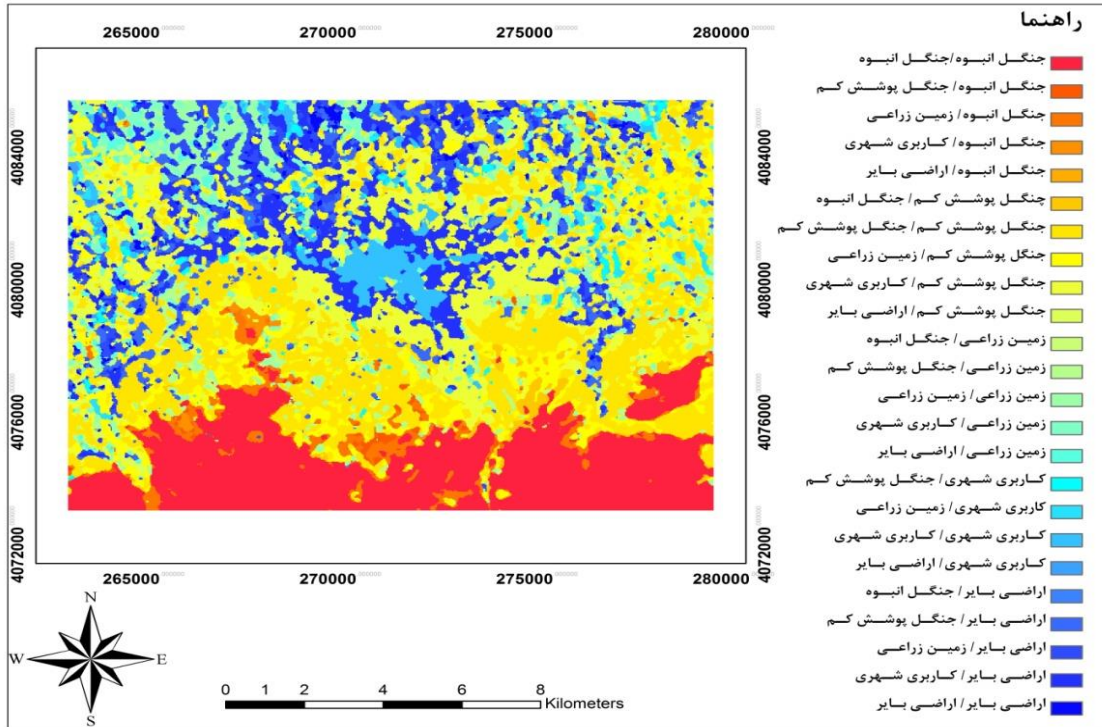 راهنما
جنگل انبوه/جنگل انبوه
جنگل انبوه/ جنگل پوشش کم
جنگل انبوه/ زمین زراعی
جنگل انبوه/ کاربری شهری
جنگل انبوه/ اراضی بایر
جنگل پوشش کم/ جنگل انبوه
جنگل پوشش کم/ جنگل پوشش کم
جنگل پوشش کم/ زمین زراعی
جنگل پوشش کم/ کاربری شهری
جنگل پوشش کم/ اراضی بایر
زمین زراعی/ جنگل انبوه
زمین زراعی/ جنگل پوشش کم
زمین زراعی/ زمین زراعی
زمین زراعی/ کاربری شهری
زمین زراعی/ اراضی بایر
کاربری شهری/ جنگل پوشش کم
کاربری شهری/ زمین زراعی
کاربری شهری/ کاربری شهری
کاربری شهری/ اراضی بایر
اراضی بایر/ جنگل انبوه
اراضی بایر/ جنگل پوشش کم
اراضی بایر/ زمین زراعی
اراضی بایر/ کاربری شهری
اراضی بایر/ اراضی بایر
265000 270000 275000 280000
4084000 4084000
4080000 4080000
4076000 4076000
4072000 4072000
265000 270000 275000 280000
N
W E
S
0 1 2 4 6 8
Kilometers